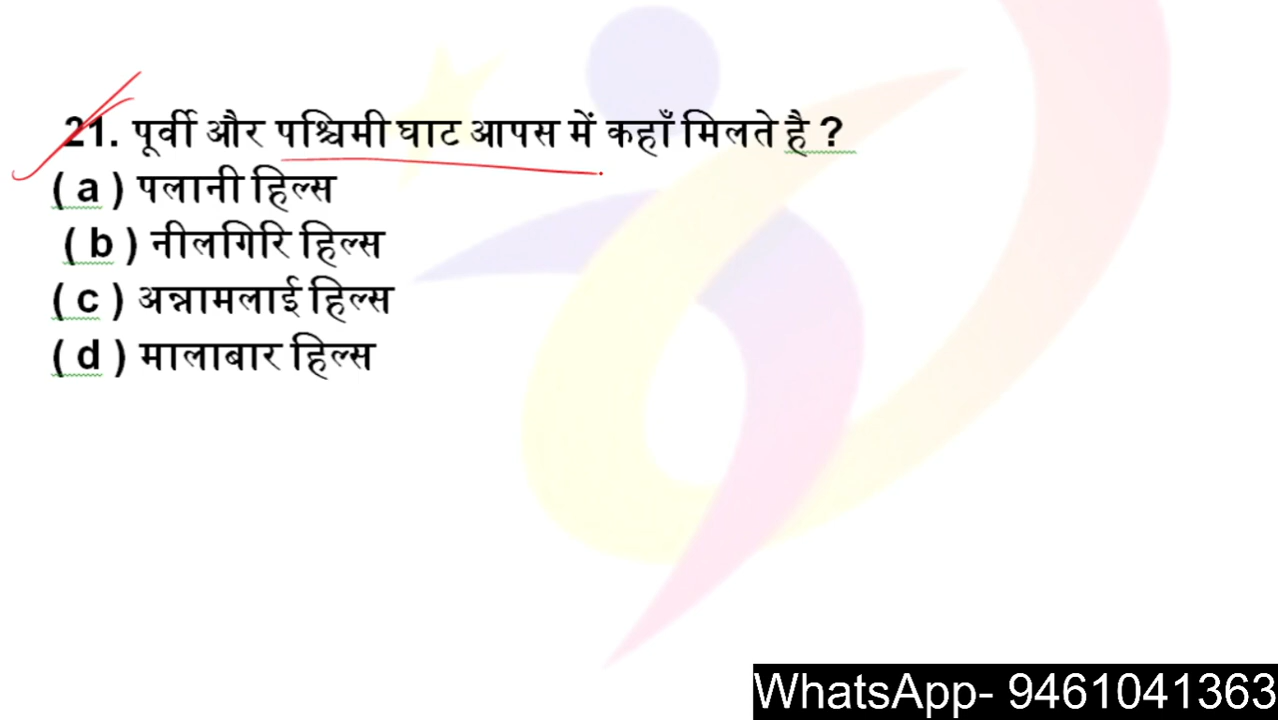 21. पूर्वी और पश्चिमी घाट आपस में कहाँ मिलते है ?
( a ) पलानी हिल्स
( b ) नीलगिरि हिल्स
( c ) अन्नामलाई हिल्स
( d ) मालाबार हिल्स
WhatsApp- 9461041363